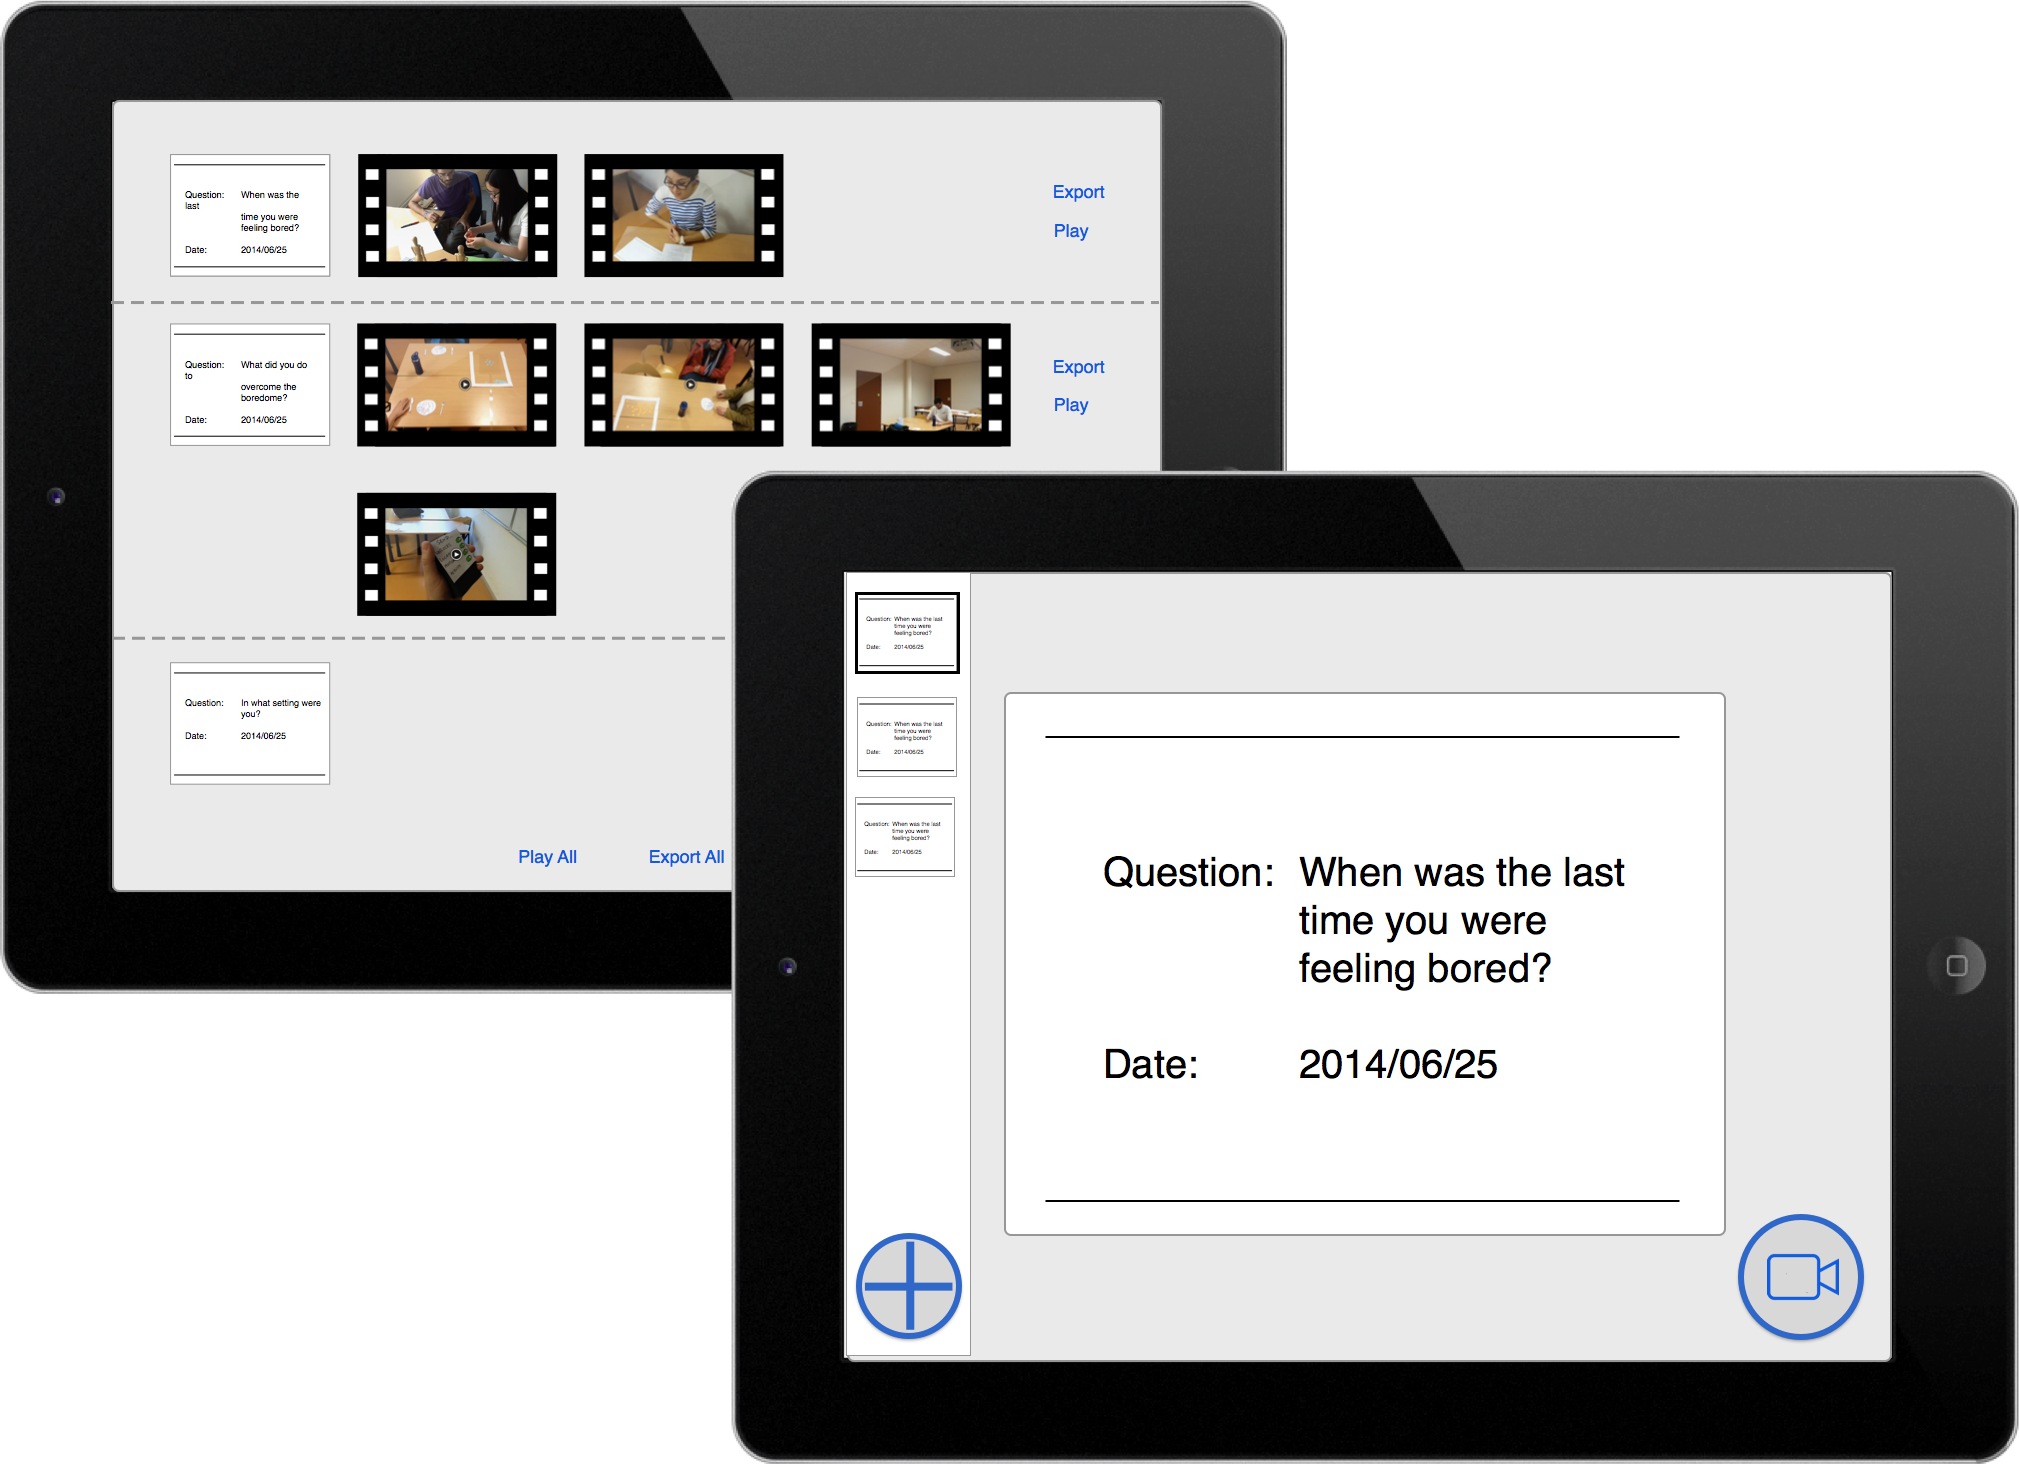 Question: When was the
last
time you were
feeling bored?
Date: 2014/06/25
Export
Play
Question: What did you do
to
overcome the
boredome?
Date: 2014/06/25
Export
Play
Question: In what setting were
you?
Date: 2014/06/25
Play All
Export All
Question: When was the last
time you were
feeling bored?
Date: 2014/06/25
Question: When was the last
time you were
feeling bored?
Date: 2014/06/25
Question: When was the last
time you were
feeling bored?
Date: 2014/06/25
Question: When was the last
time you were
feeling bored?
Date: 2014/06/25